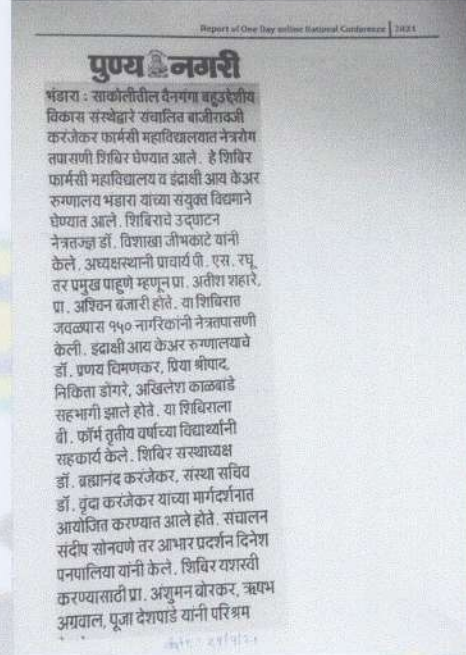 Report of One Day online National Conference | 2021
पुण्य नगरी
भंडारा : साकोलीतील वैनगंगा बहुउद्देशीय
विकास संस्थेद्वारे संचालित बाजीरावजी
करंजेकर फार्मसी महाविद्यालयात नेत्ररोग
तपासणी शिबिर घेण्यात आले. हे शिबिर
फार्मसी महाविद्यालय व इंद्राक्षी आय केअर
रुग्णालय भंडारा यांच्या संयुक्त विद्यमाने
घेण्यात आले. शिबिराचे उद्घाटन
नेत्रतज्ज्ञ डॉ. विशाखा जीभकाटे यांनी
केले. अध्यक्षस्थानी प्राचार्य पी. एस. रघू
तर प्रमुख पाहुणे म्हणून प्रा. अतीश शहारे,
प्रा. अश्विन बंजारी होते. या शिबिरात
जवळपास १५० नागरिकांनी नेत्रतपासणी
केली. इंद्राक्षी आय केअर रुग्णालयाचे
डॉ. प्रणय चिमणकर, प्रिया श्रीपाद,
निकिता डोंगरे, अखिलेश काळबांडे
सहभागी झाले होते. या शिबिराला
बी. फॉर्म तृतीय वर्षाच्या विद्यार्थ्यांनी
सहकार्य केले. शिबिर संस्थाध्यक्ष
डॉ. ब्रह्मानंद करंजेकर, संस्था सचिव
डॉ. वृंदा करंजेकर यांच्या मार्गदर्शनात
आयोजित करण्यात आले होते. संचालन
संदीप सोनवणे तर आभार प्रदर्शन दिनेश
पनपालिया यांनी केले. शिबिर यशस्वी
करण्यासाठी प्रा. अंशुमन बोरकर, ऋषभ
अग्रवाल, पूजा देशपांडे यांनी परिश्रम